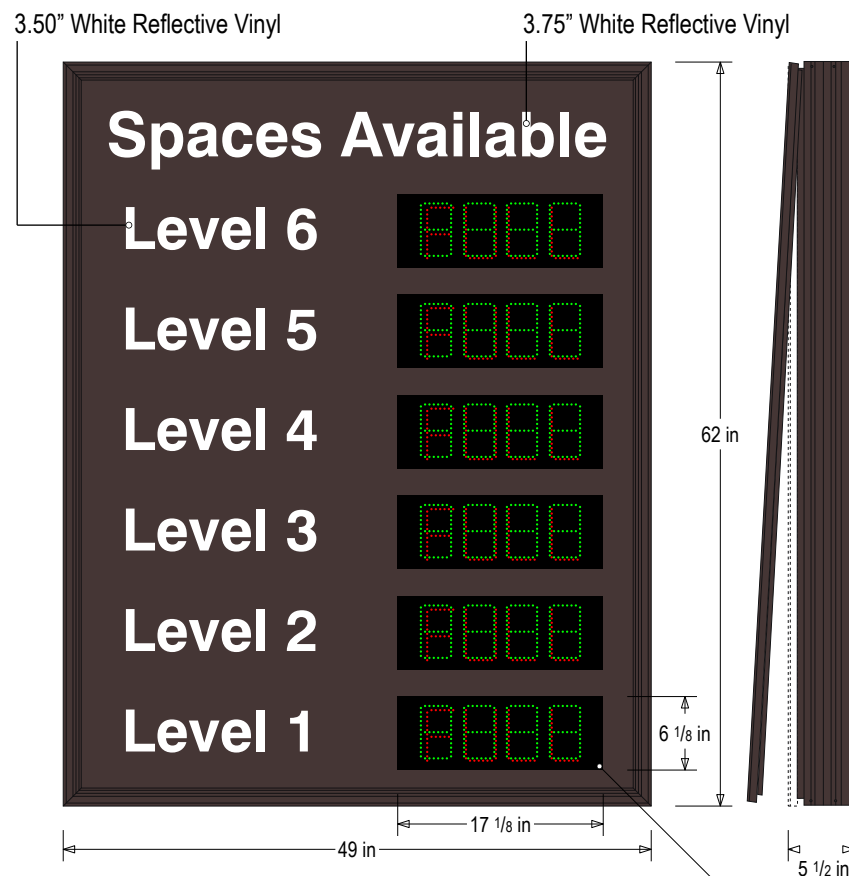 3.50” White Reflective Vinyl
3.75” White Reflective Vinyl
Spaces Available
Level 6
Level 5
Level 4
Level 3
Level 2
Level 1
62 in
6 1/8 in
17 1/8 in
49 in
5 1/2 in